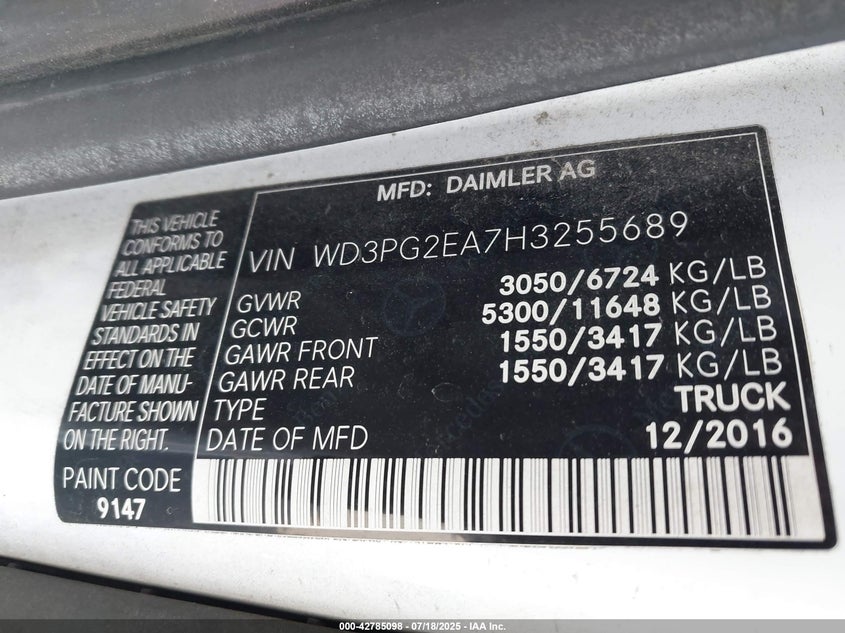 MFD: DAIMLER AG
THIS VEHICLE
CONFORMS TO
ALL APPLICABLE
FEDERAL
VEHICLE SAFETY
STANDARDS IN
EFFECT ON THE
DATE OF MANU-
FACTURE SHOWN
ON THE RIGHT.
PAINT CODE
9147
VIN WD3PG2EA7H3255689
GVWR 3050/6724 KG/LB
GCWR 5300/11648 KG/LB
GAWR FRONT 1550/3417 KG/LB
GAWR REAR 1550/3417 KG/LB
TYPE TRUCK
DATE OF MFD 12/2016
000-42785098 - 07/18/2025 - IAA Inc.